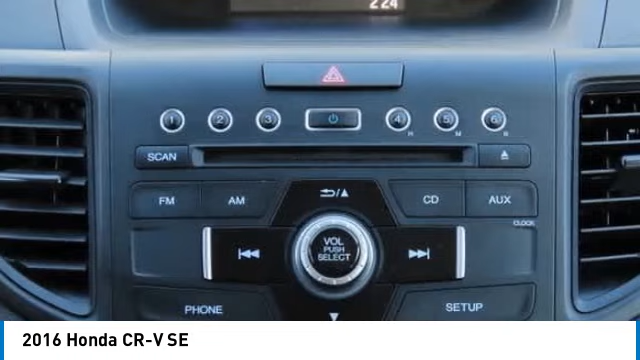 224
1 2 3 4 5 6
SCAN
FM AM CD AUX
CLOCK
VOL
PUSH
SELECT
PHONE SETUP
2016 Honda CR-V SE